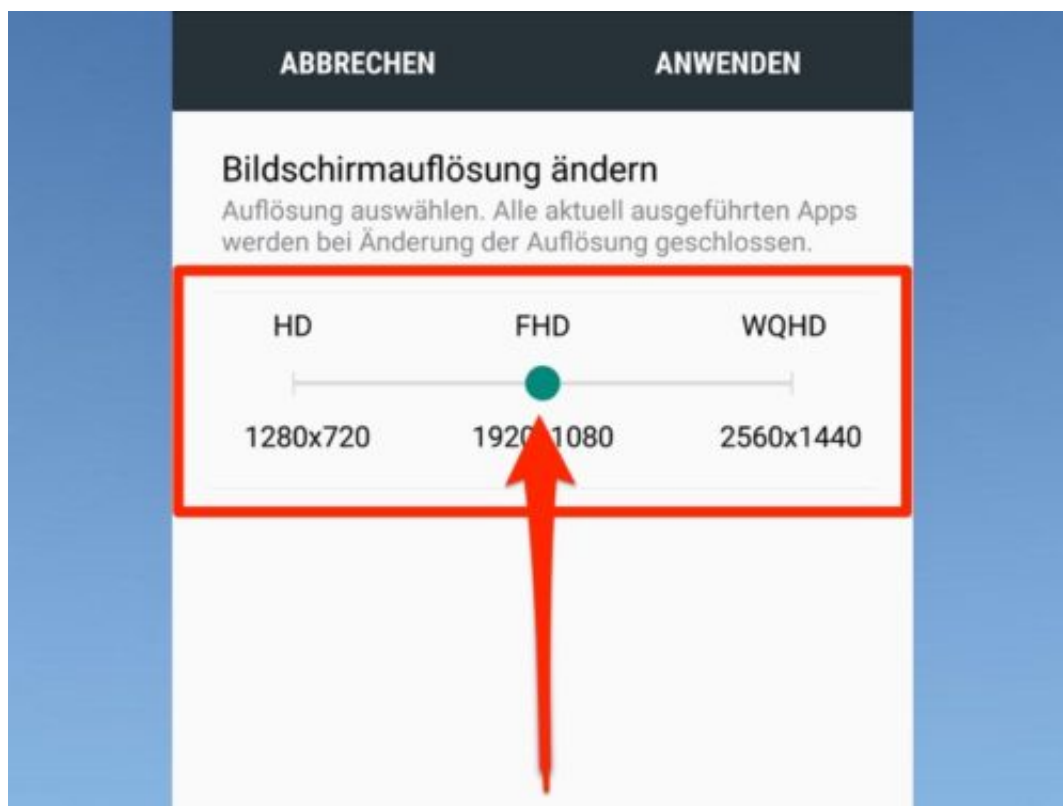 ABBRECHEN ANWENDEN
Bildschirmauflösung ändern
Auflösung auswählen. Alle aktuell ausgeführten Apps
werden bei Änderung der Auflösung geschlossen.
HD FHD WQHD
1280x720 1920x1080 2560x1440